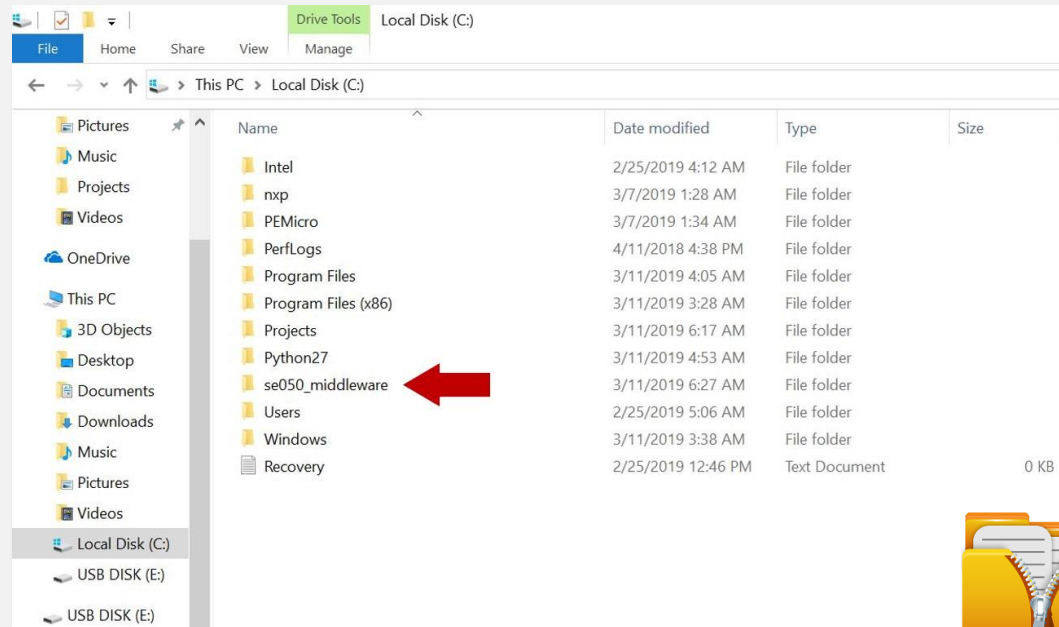 Drive Tools Local Disk (C:)
File Home Share View Manage
This PC > Local Disk (C:)
Pictures
Music
Projects
Videos
OneDrive
This PC
3D Objects
Desktop
Documents
Downloads
Music
Pictures
Videos
Local Disk (C:)
USB DISK (E:)
USB DISK (E:)
Name Date modified Type Size
Intel 2/25/2019 4:12 AM File folder
nxp 3/7/2019 1:28 AM File folder
PEMicro 3/7/2019 1:34 AM File folder
PerfLogs 4/11/2018 4:38 PM File folder
Program Files 3/11/2019 4:05 AM File folder
Program Files (x86) 3/11/2019 3:28 AM File folder
Projects 3/11/2019 6:17 AM File folder
Python27 3/11/2019 4:53 AM File folder
se050_middleware 3/11/2019 6:27 AM File folder
Users 2/25/2019 5:06 AM File folder
Windows 3/11/2019 3:38 AM File folder
Recovery 2/25/2019 12:46 PM Text Document 0 KB